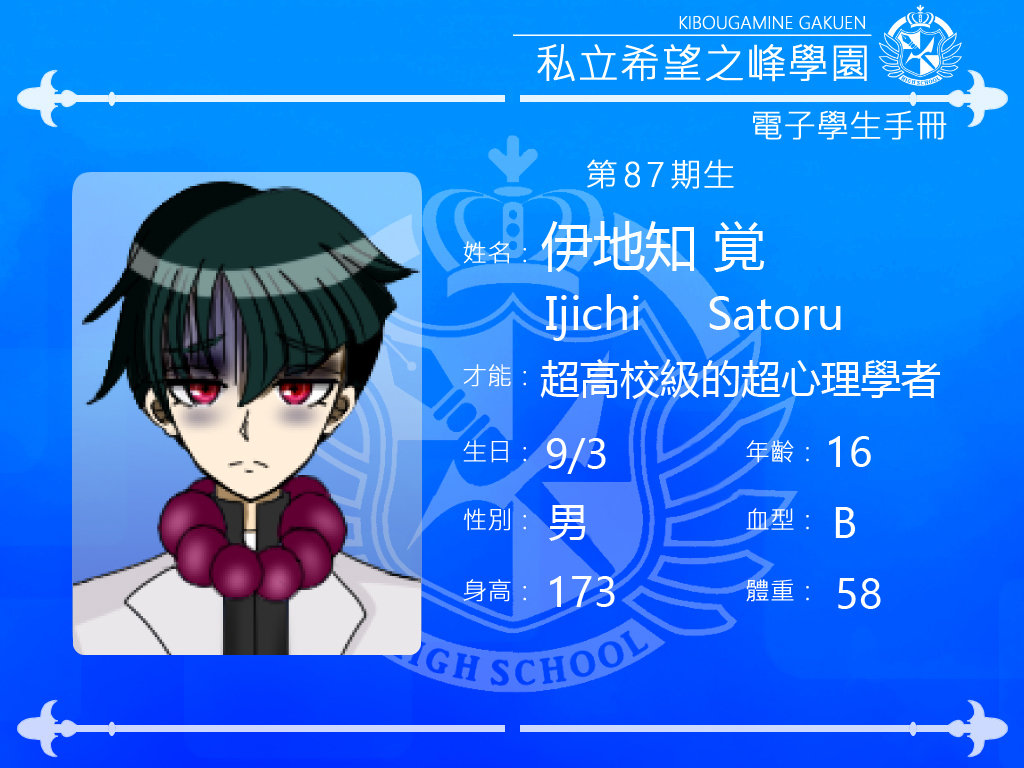 KIBOUGAMINE GAKUEN
私立希望之峰學園
HIGH SCHOOL
電子學生手冊
第87期生
姓名：伊地知 覚
Ijichi Satoru
才能：超高校級的超心理學者
生日：9/3 年齡：16
性別：男 血型：B
身高：173 體重：58
HIGH SCHOOL